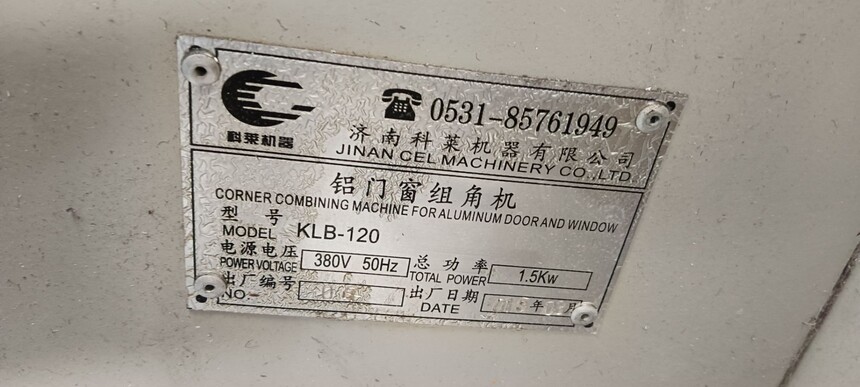 0531-85761949
科莱机器
济南科莱机器有限公司
JINAN CEL MACHINERY CO.,LTD.
铝门窗组角机
CORNER COMBINING MACHINE FOR ALUMINUM DOOR AND WINDOW
型号
MODEL KLB-120
电源电压 380V 50Hz 总功率 1.5Kw
POWER VOLTAGE TOTAL POWER
出厂编号 出厂日期 年 月
NO. DATE